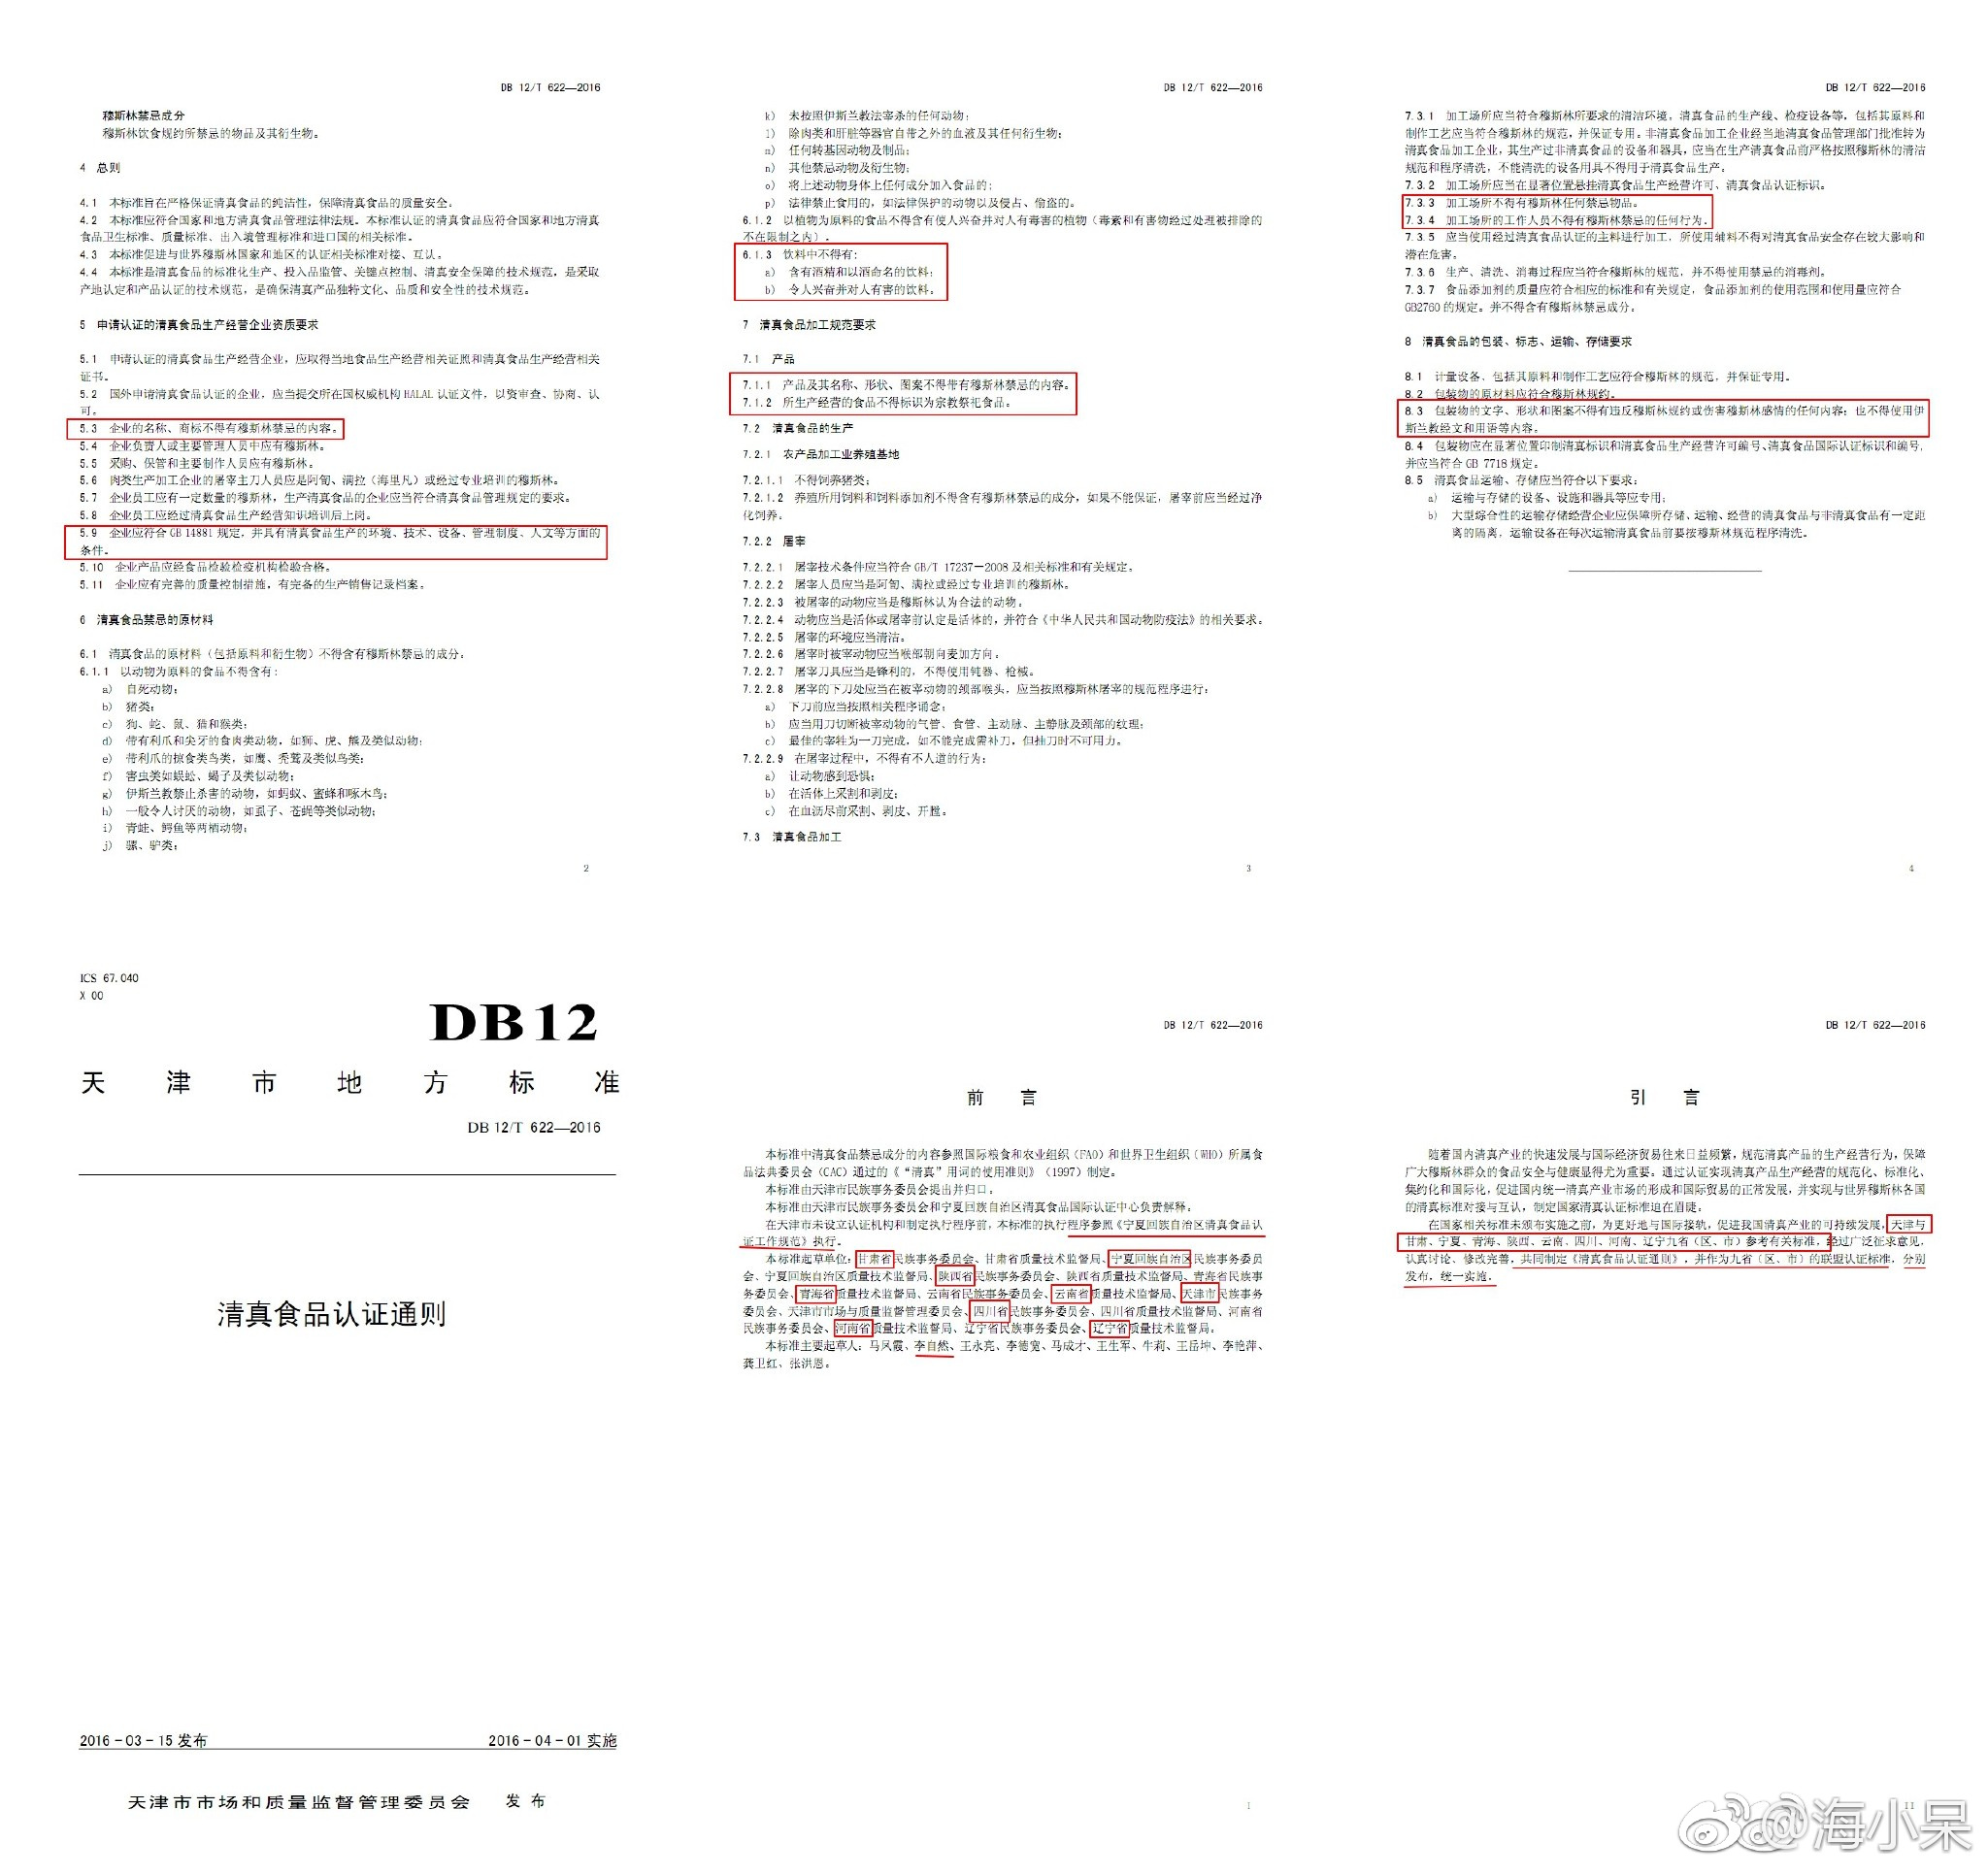 DB 12/T 622—2016
穆斯林禁忌成分
穆斯林饮食规约所禁忌的物品及其衍生物。
4 总则
4.1 本标准旨在严格保证清真食品的纯洁性，保障清真食品的质量安全。
4.2 本标准应符合国家和地方清真食品管理法律法规。本标准认证的清真食品应符合国家和地方清真
食品卫生标准、质量标准、出入境管理标准和进口国的相关标准。
4.3 本标准促进与世界穆斯林国家和地区的认证相关标准对接、互认。
4.4 本标准是清真食品的标准化生产、投入品监管、关键点控制、清真安全保障的技术规范，是采取
产地认定和产品认证的技术规范，是确保清真产品独特文化、品质和安全性的技术规范。
5 申请认证的清真食品生产经营企业资质要求
5.1 申请认证的清真食品生产经营企业，应取得当地食品生产经营相关证照和清真食品生产经营相关
证书。
5.2 国外申请清真食品认证的企业，应当提交所在国权威机构HALAL认证文件，以资审查、协商、认
可。
5.3 企业的名称、商标不得有穆斯林禁忌的内容。
5.4 企业负责人或主要管理人员中应有穆斯林。
5.5 采购、保管和主要制作人员应有穆斯林。
5.6 肉类生产加工企业的屠宰主刀人员应是阿訇、满拉（海里凡）或经过专业培训的穆斯林。
5.7 企业员工应有一定数量的穆斯林，生产清真食品的企业应当符合清真食品管理规定的要求。
5.8 企业员工应经过清真食品生产经营知识培训后上岗。
5.9 企业应符合GB 14881规定，并具有清真食品生产的环境、技术、设备、管理制度、人文等方面的
条件。
5.10 企业产品应经食品检验检疫机构检验合格。
5.11 企业应有完善的质量控制措施，有完备的生产销售记录档案。
6 清真食品禁忌的原材料
6.1 清真食品的原材料（包括原料和衍生物）不得含有穆斯林禁忌的成分。
6.1.1 以动物为原料的食品不得含有：
a) 自死动物；
b) 猪类；
c) 狗、蛇、鼠、猫和猴类；
d) 带有利爪和尖牙的食肉类动物，如狮、虎、熊及类似动物；
e) 带利爪的掠食类鸟类，如鹰、秃鹫及类似鸟类；
f) 害虫类如蜈蚣、蝎子及类似动物；
g) 伊斯兰教禁止杀害的动物，如蚂蚁、蜜蜂和啄木鸟；
h) 一般令人讨厌的动物，如虱子、苍蝇等类似动物；
i) 青蛙、鳄鱼等两栖动物；
j) 骡、驴类；
2
DB 12/T 622—2016
k) 未按照伊斯兰教法宰杀的任何动物；
l) 除肉类和肝脏等器官自带之外的血液及其任何衍生物；
m) 任何转基因动物及制品；
n) 其他禁忌动物及衍生物；
o) 将上述动物身体上任何成分加入食品的；
p) 法律禁止食用的，如法律保护的动物以及侵占、偷盗的。
6.1.2 以植物为原料的食品不得含有使人兴奋并对人有毒害的植物（毒素和有害物经过处理被排除的
不在限制之内）。
6.1.3 饮料中不得有：
a) 含有酒精和以酒命名的饮料；
b) 令人兴奋并对人有害的饮料。
7 清真食品加工规范要求
7.1 产品
7.1.1 产品及其名称、形状、图案不得带有穆斯林禁忌的内容。
7.1.2 所生产经营的食品不得标识为宗教祭祀食品。
7.2 清真食品的生产
7.2.1 农产品加工业养殖基地
7.2.1.1 不得饲养猪类；
7.2.1.2 养殖所用饲料和饲料添加剂不得含有穆斯林禁忌的成分，如果不能保证，屠宰前应当经过净
化饲养。
7.2.2 屠宰
7.2.2.1 屠宰技术条件应当符合GB/T 17237—2008及相关标准和有关规定。
7.2.2.2 屠宰人员应当是阿訇、满拉或经过专业培训的穆斯林。
7.2.2.3 被屠宰的动物应当是穆斯林认为合法的动物。
7.2.2.4 动物应当是活体或屠宰前认定是活体的，并符合《中华人民共和国动物防疫法》的相关要求。
7.2.2.5 屠宰的环境应当清洁。
7.2.2.6 屠宰时被宰动物应当喉部朝向麦加方向。
7.2.2.7 屠宰刀具应当是锋利的，不得使用钝器、枪械。
7.2.2.8 屠宰的下刀处应当在被宰动物的颈部喉头，应当按照穆斯林屠宰的规范程序进行：
a) 下刀前应当按照相关程序诵念；
b) 应当用刀切断被宰动物的气管、食管、主动脉、主静脉及颈部的纹理；
c) 最佳的宰牲为一刀完成，如不能完成需补刀，但抽刀时不可用力。
7.2.2.9 在屠宰过程中，不得有不人道的行为：
a) 让动物感到恐惧；
b) 在活体上采割和剥皮；
c) 在血沥尽前采割、剥皮、开膛。
7.3 清真食品加工
3
DB 12/T 622—2016
7.3.1 加工场所应当符合穆斯林所要求的清洁环境，清真食品的生产线、检疫设备等，包括其原料和
制作工艺应当符合穆斯林的规范，并保证专用。非清真食品加工企业经当地清真食品管理部门批准转为
清真食品加工企业，其生产过非清真食品的设备和器具，应当在生产清真食品前严格按照穆斯林的清洁
规范和程序清洗，不能清洗的设备用具不得用于清真食品生产。
7.3.2 加工场所应当在显著位置悬挂清真食品生产经营许可、清真食品认证标识。
7.3.3 加工场所不得有穆斯林任何禁忌物品。
7.3.4 加工场所的工作人员不得有穆斯林禁忌的任何行为。
7.3.5 应当使用经过清真食品认证的主料进行加工，所使用辅料不得对清真食品安全存在较大影响和
潜在危害。
7.3.6 生产、清洗、消毒过程应当符合穆斯林的规范，并不得使用禁忌的消毒剂。
7.3.7 食品添加剂的质量应符合相应的标准和有关规定，食品添加剂的使用范围和使用量应符合
GB2760的规定。并不得含有穆斯林禁忌成分。
8 清真食品的包装、标志、运输、存储要求
8.1 计量设备、包括其原料和制作工艺应符合穆斯林的规范，并保证专用。
8.2 包装物的原材料应符合穆斯林规约。
8.3 包装物的文字、形状和图案不得有违反穆斯林规约或伤害穆斯林感情的任何内容；也不得使用伊
斯兰教经文和用语等内容。
8.4 包装物应在显著位置印制清真标识和清真食品生产经营许可编号、清真食品国际认证标识和编号，
并应当符合GB 7718规定。
8.5 清真食品运输、存储应当符合以下要求：
a) 运输与存储的设备、设施和器具等应专用；
b) 大型综合性的运输存储经营企业应保障所存储、运输、经营的清真食品与非清真食品有一定距
离的隔离，运输设备在每次运输清真食品前要按穆斯林规范程序清洗。
4
ICS 67.040
X 00
DB12
天津市地方标准
DB 12/T 622—2016
清真食品认证通则
2016-03-15发布
2016-04-01实施
天津市市场和质量监督管理委员会 发布
DB 12/T 622—2016
前 言
本标准中清真食品禁忌成分的内容参照国际粮食和农业组织（FAO）和世界卫生组织（WHO）所属食
品法典委员会（CAC）通过的《“清真”用词的使用准则》（1997）制定。
本标准由天津市民族事务委员会提出并归口。
本标准由天津市民族事务委员会和宁夏回族自治区清真食品国际认证中心负责解释。
在天津市未设立认证机构和制定执行程序前，本标准的执行程序参照《宁夏回族自治区清真食品认
证工作规范》执行。
本标准起草单位：甘肃省民族事务委员会、甘肃省质量技术监督局、宁夏回族自治区民族事务委员
会、宁夏回族自治区质量技术监督局、陕西省民族事务委员会、陕西省质量技术监督局、青海省民族事
务委员会、青海省质量技术监督局、云南省民族事务委员会、云南省质量技术监督局、天津市民族事务
委员会、天津市市场与质量监督管理委员会、四川省民族事务委员会、四川省质量技术监督局、河南省
民族事务委员会、河南省质量技术监督局、辽宁省民族事务委员会、辽宁省质量技术监督局。
本标准主要起草人：马凤霞、李自然、王永亮、李德宽、马成才、王生军、牛莉、王岳坤、李艳萍、
龚卫红、张洪恩。
I
DB 12/T 622—2016
引 言
随着国内清真产业的快速发展与国际经济贸易往来日益频繁，规范清真产品的生产经营行为，保障
广大穆斯林群众的食品安全与健康显得尤为重要。通过认证实现清真产品生产经营的规范化、标准化、
集约化和国际化，促进国内统一清真产业市场的形成和国际贸易的正常发展，并实现与世界穆斯林各国
的清真标准对接与互认，制定国家清真认证标准迫在眉睫。
在国家相关标准未颁布实施之前，为更好地与国际接轨，促进我国清真产业的可持续发展，天津与
甘肃、宁夏、青海、陕西、云南、四川、河南、辽宁九省（区、市）参考有关标准，经过广泛征求意见，
认真讨论、修改完善，共同制定《清真食品认证通则》，并作为九省（区、市）的联盟认证标准，分别
发布，统一实施。
II
@海小呆